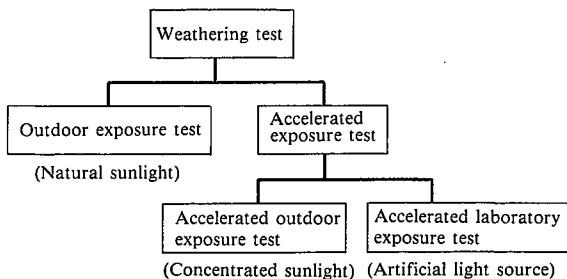 Weathering test
Outdoor exposure test
(Natural sunlight)
Accelerated
exposure test
Accelerated outdoor
exposure test
(Concentrated sunlight)
Accelerated laboratory
exposure test
(Artificial light source)